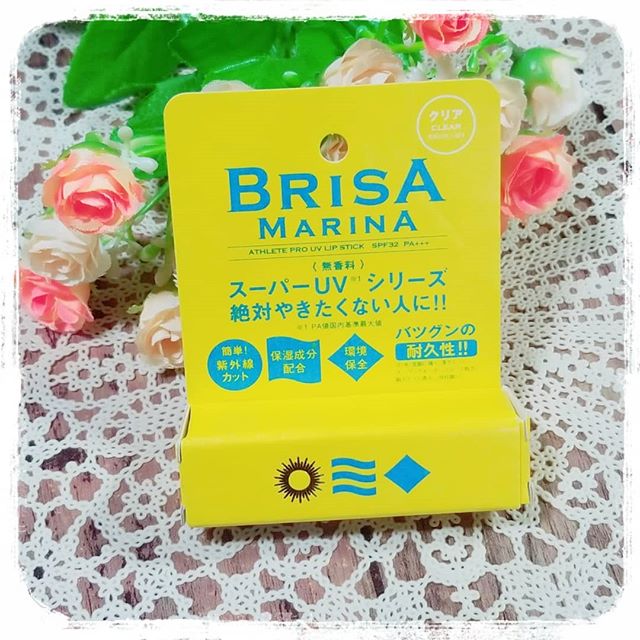 クリア
CLEAR
BRISA
MARINA
ATHLETE PRO UV LIP STICK SPF32 PA+++
〈 無香料 〉
スーパーUV※1シリーズ
絶対やきたくない人に!!
※1 PA値国内基準最大値
簡単!
紫外線
カット
保湿成分
配合
環境
保全
バツグンの
耐久性!!